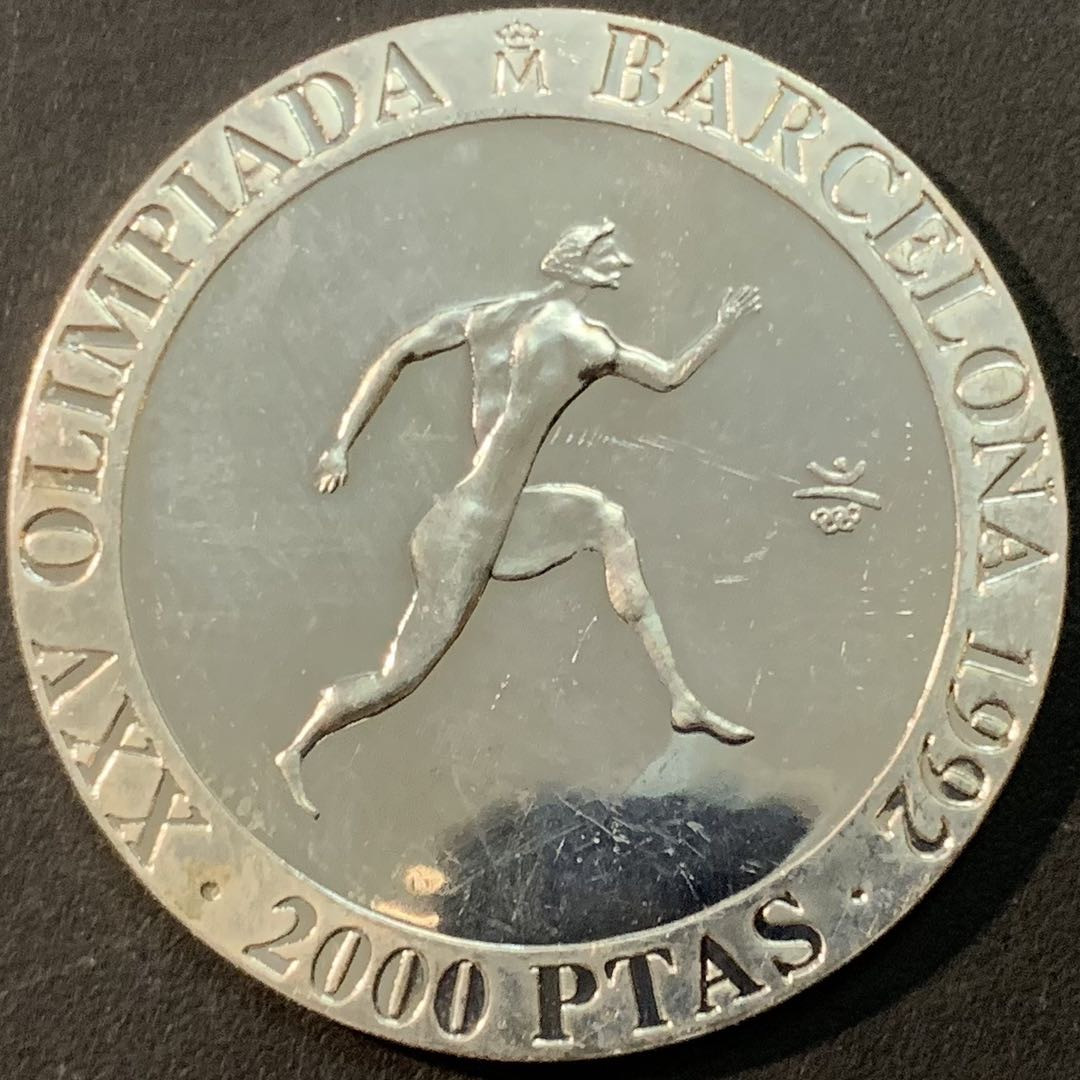 XXV OLIMPIADA M BARCELONA 1992
· 2000 PTAS ·